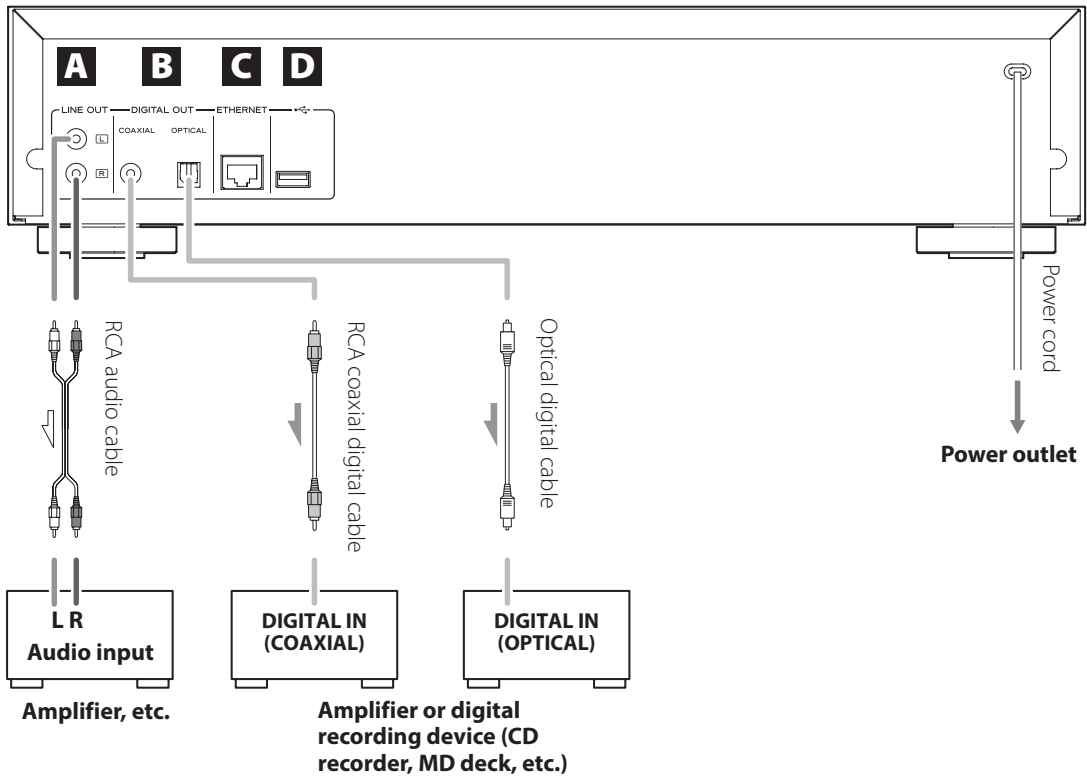 A B C D
LINE OUT DIGITAL OUT ETHERNET
COAXIAL OPTICAL
L
R
RCA audio cable
RCA coaxial digital cable
Optical digital cable
Power cord
Power outlet
L R
Audio input
DIGITAL IN
(COAXIAL)
DIGITAL IN
(OPTICAL)
Amplifier, etc.
Amplifier or digital
recording device (CD
recorder, MD deck, etc.)